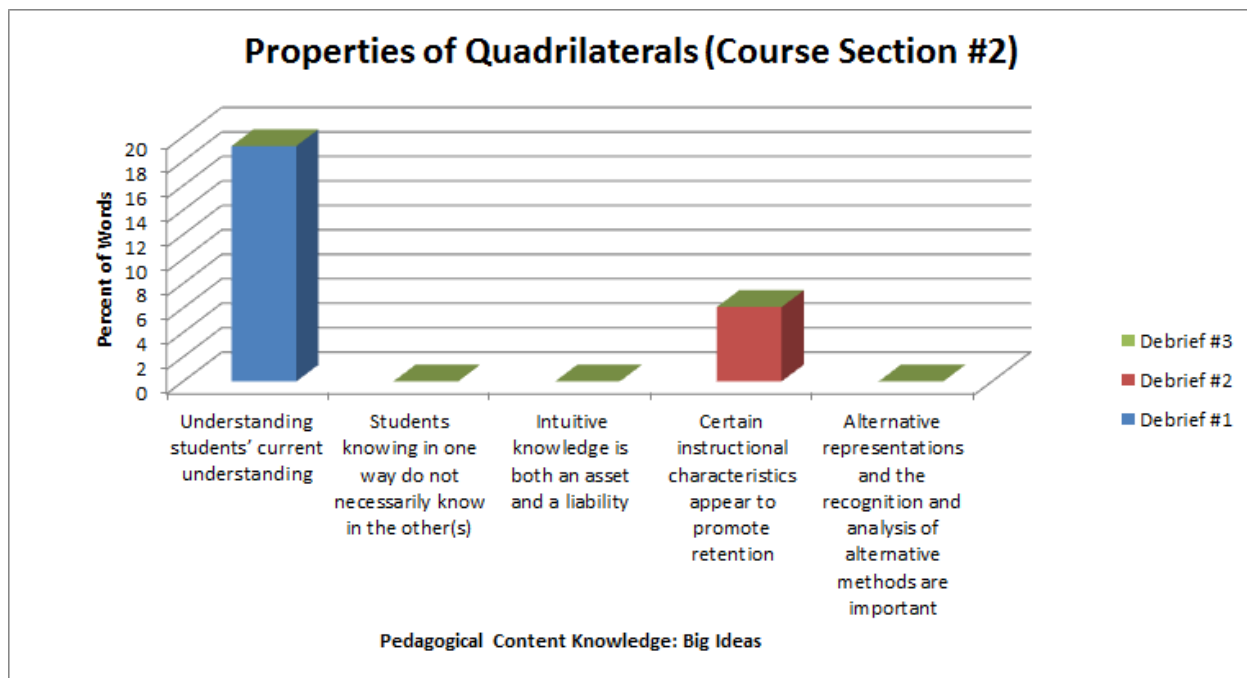 Properties of Quadrilaterals (Course Section #2)
Percent of Words
20
18
16
14
12
10
8
6
4
2
0
Understanding
students’ current
understanding
Students
knowing in one
way do not
necessarily know
in the other(s)
Intuitive
knowledge is
both an asset
and a liability
Certain
instructional
characteristics
appear to
promote
retention
Alternative
representations
and the
recognition and
analysis of
alternative
methods are
important
Pedagogical Content Knowledge: Big Ideas
Debrief #3
Debrief #2
Debrief #1